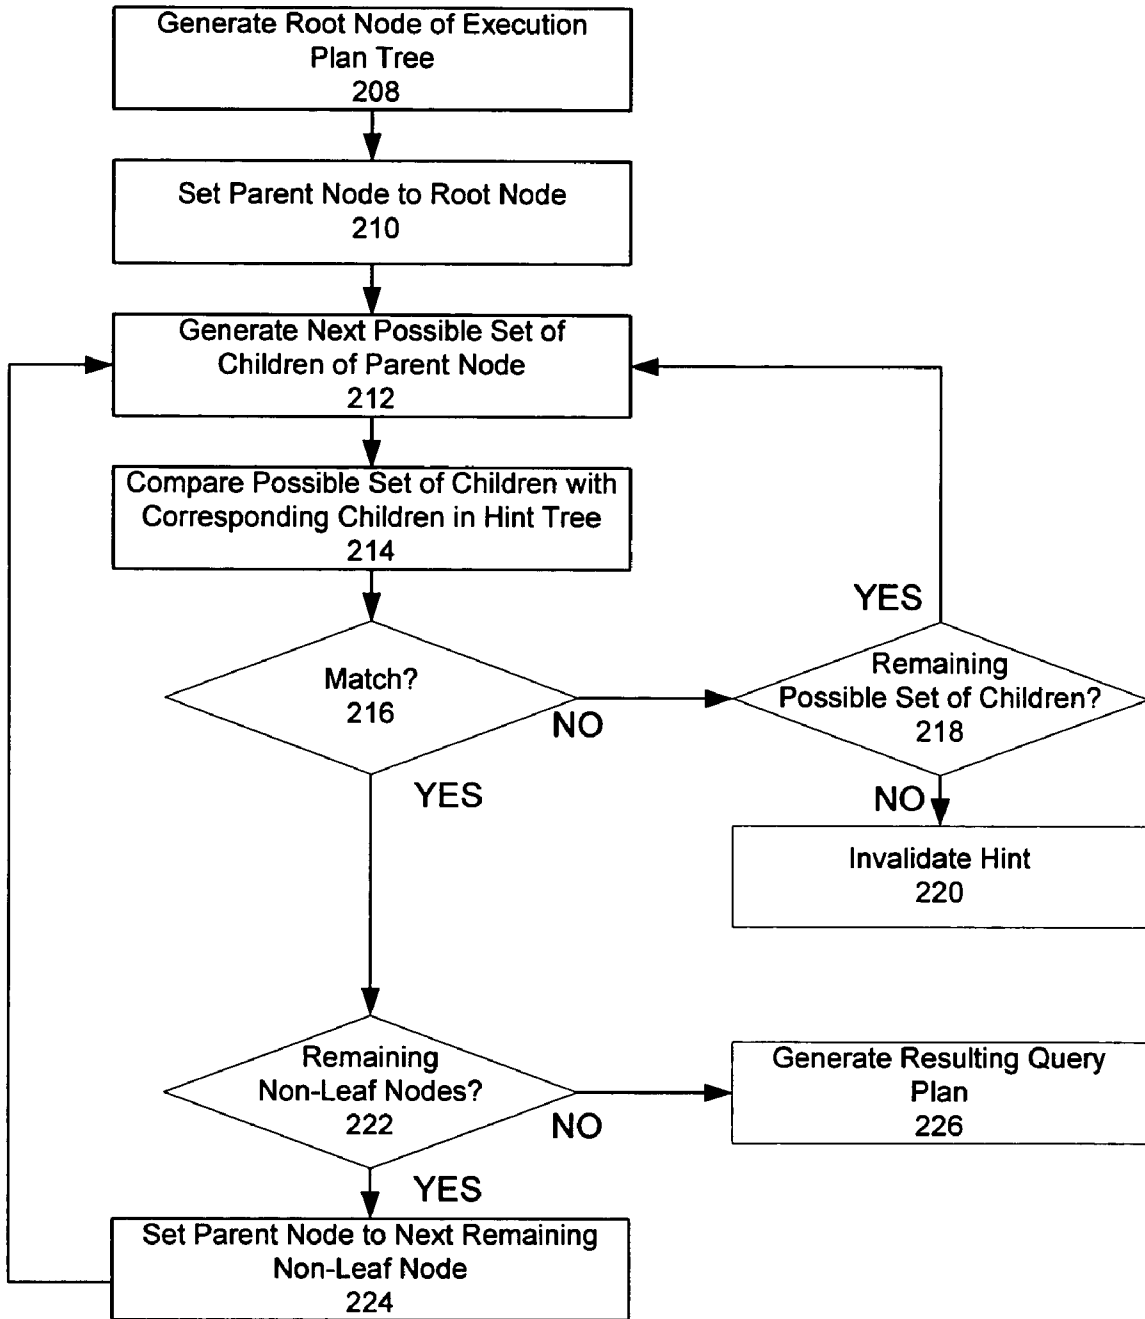 Generate Root Node of Execution
Plan Tree
208
Set Parent Node to Root Node
210
Generate Next Possible Set of
Children of Parent Node
212
Compare Possible Set of Children with
Corresponding Children in Hint Tree
214
YES
Match?
216
NO
Remaining
Possible Set of Children?
218
YES
NO
Invalidate Hint
220
Remaining
Non-Leaf Nodes?
222
NO
Generate Resulting Query
Plan
226
YES
Set Parent Node to Next Remaining
Non-Leaf Node
224